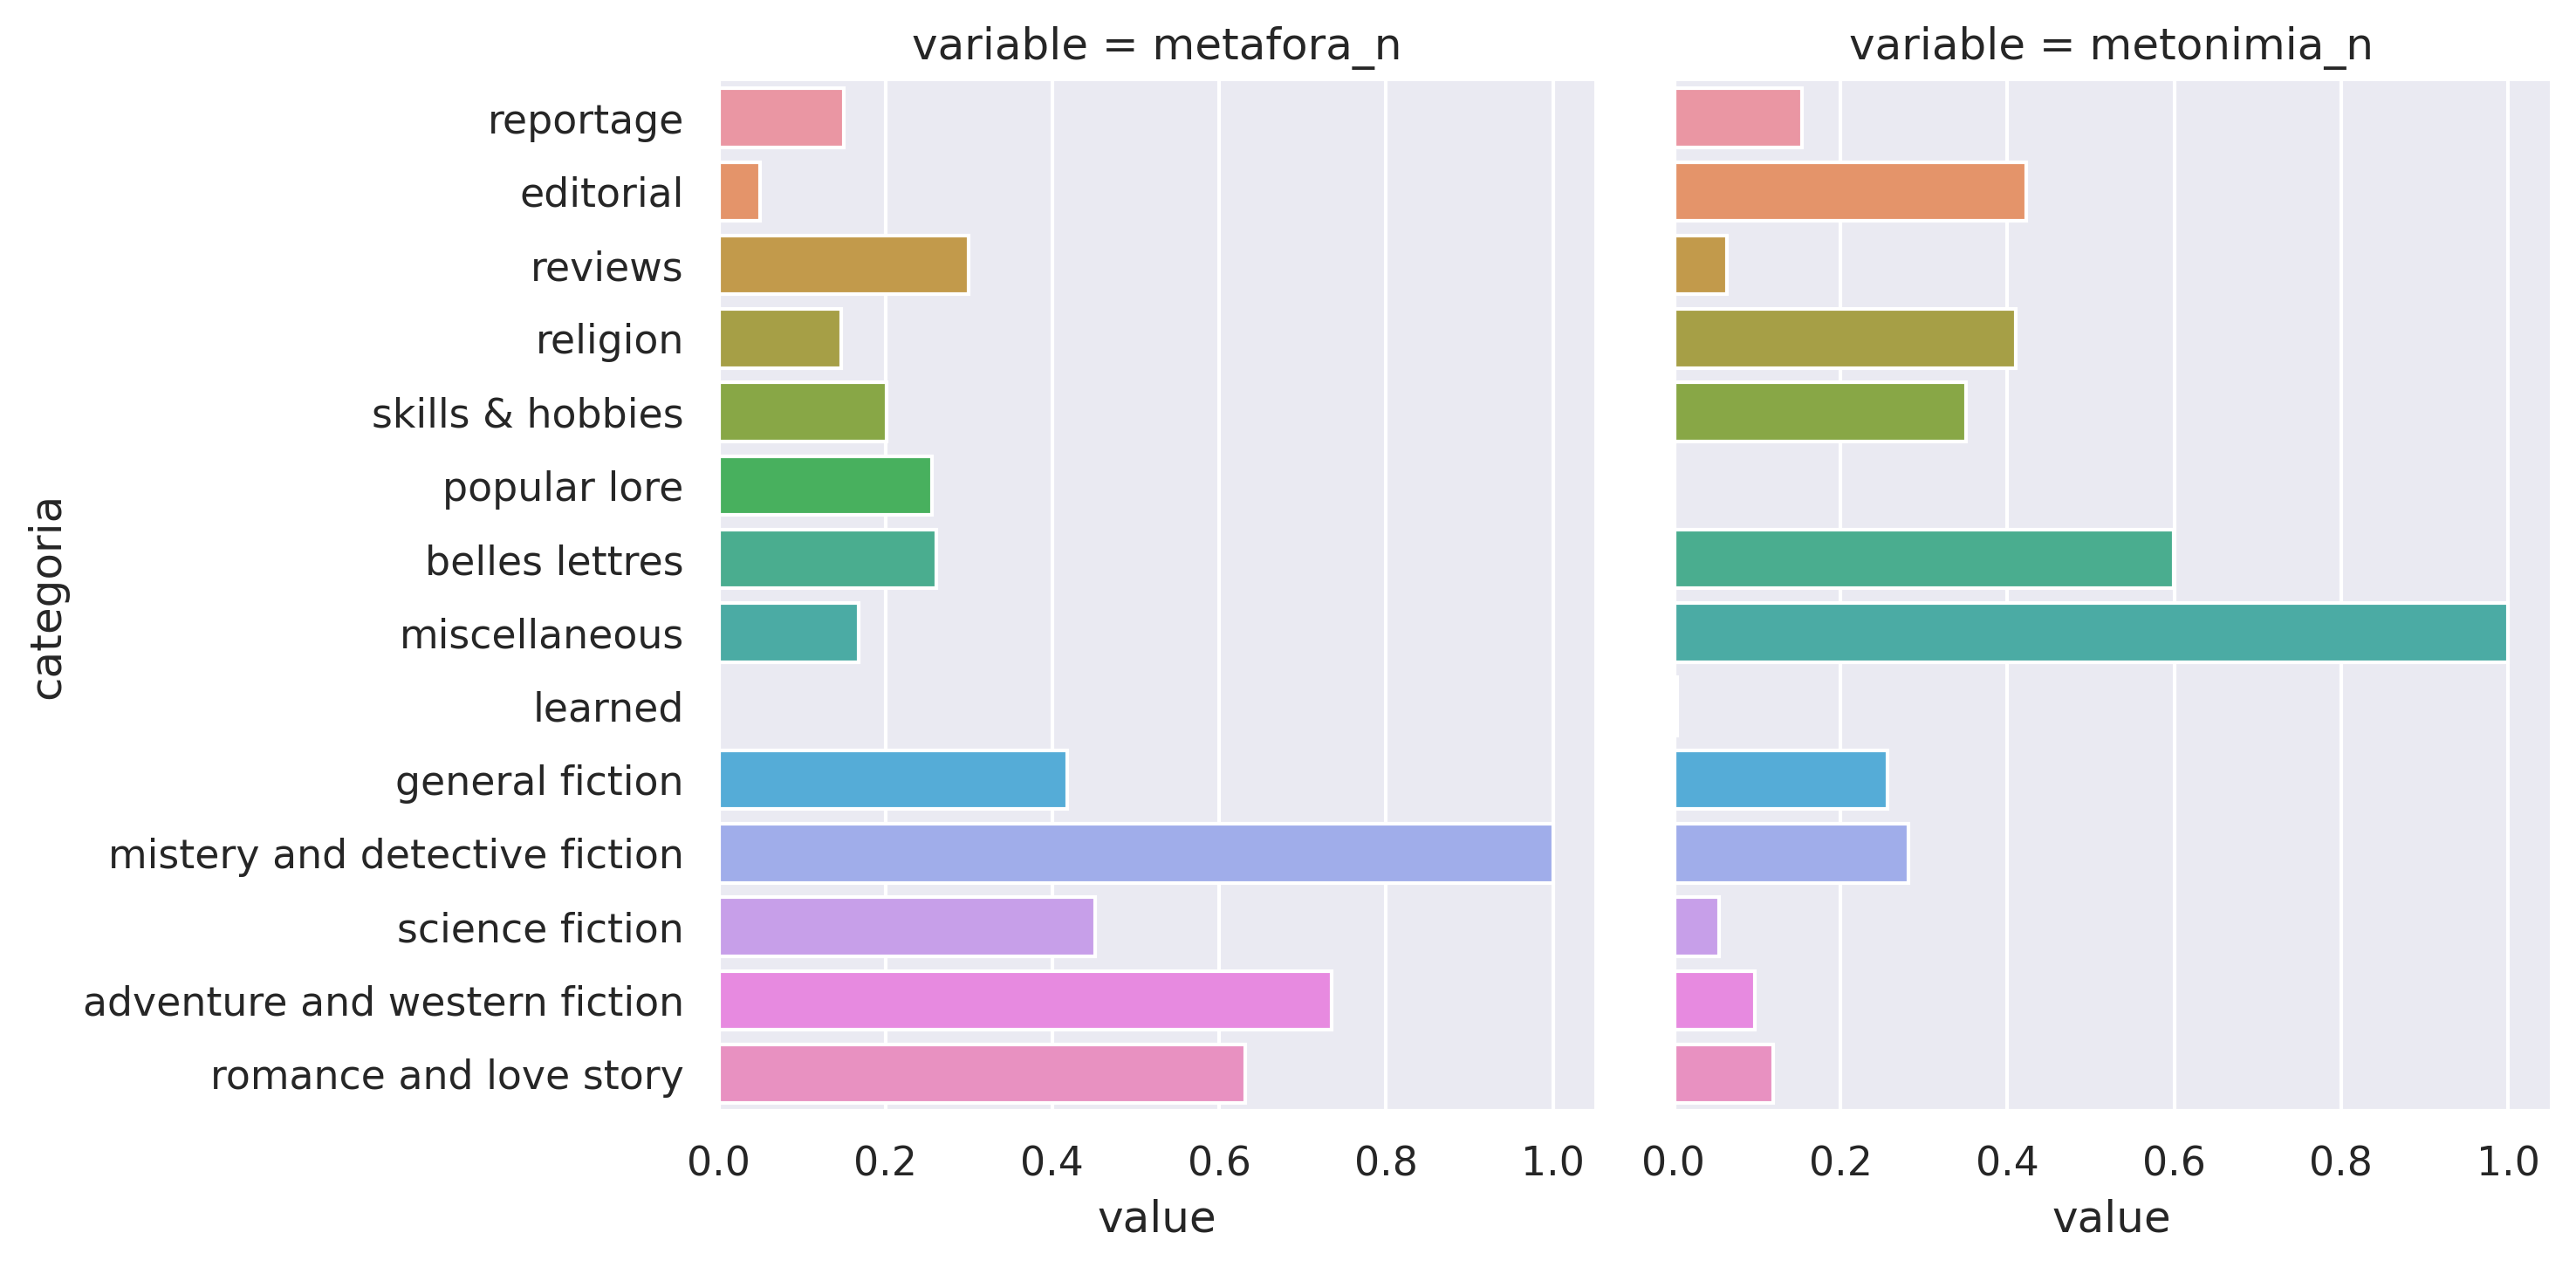 variable = metafora_n
variable = metonimia_n
categoria
reportage
editorial
reviews
religion
skills & hobbies
popular lore
belles lettres
miscellaneous
learned
general fiction
mistery and detective fiction
science fiction
adventure and western fiction
romance and love story
0.0 0.2 0.4 0.6 0.8 1.0
0.0 0.2 0.4 0.6 0.8 1.0
value
value